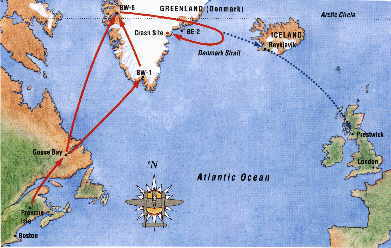 BW-8
GREENLAND (Denmark)
Arctic Circle
Crash Site
BE-2
ICELAND
Reykjavik
Denmark Strait
BW-1
Goose Bay
Prestwick
London
Atlantic Ocean
N
Presque
Isle
Boston